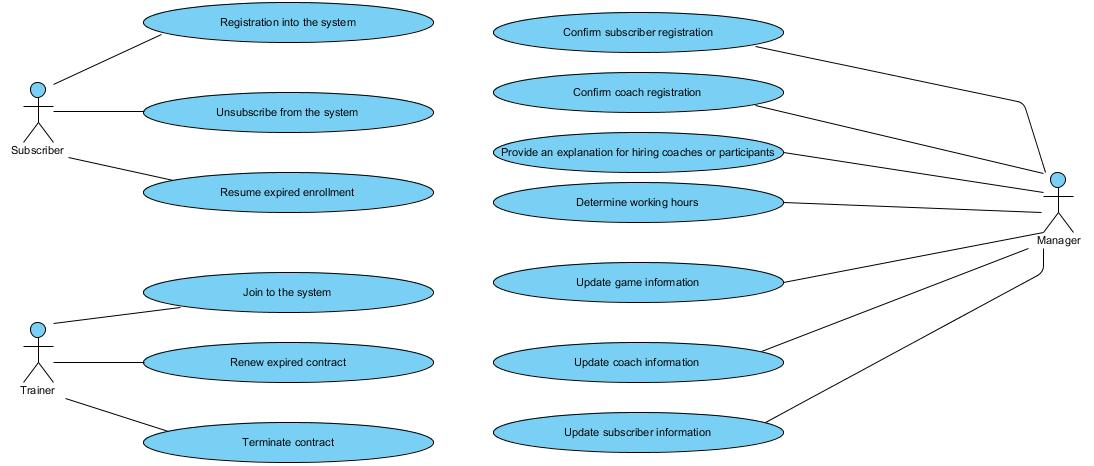 Registration into the system
Unsubscribe from the system
Subscriber
Resume expired enrollment
Join to the system
Renew expired contract
Trainer
Terminate contract
Confirm subscriber registration
Confirm coach registration
Provide an explanation for hiring coaches or participants
Determine working hours
Manager
Update game information
Update coach information
Update subscriber information